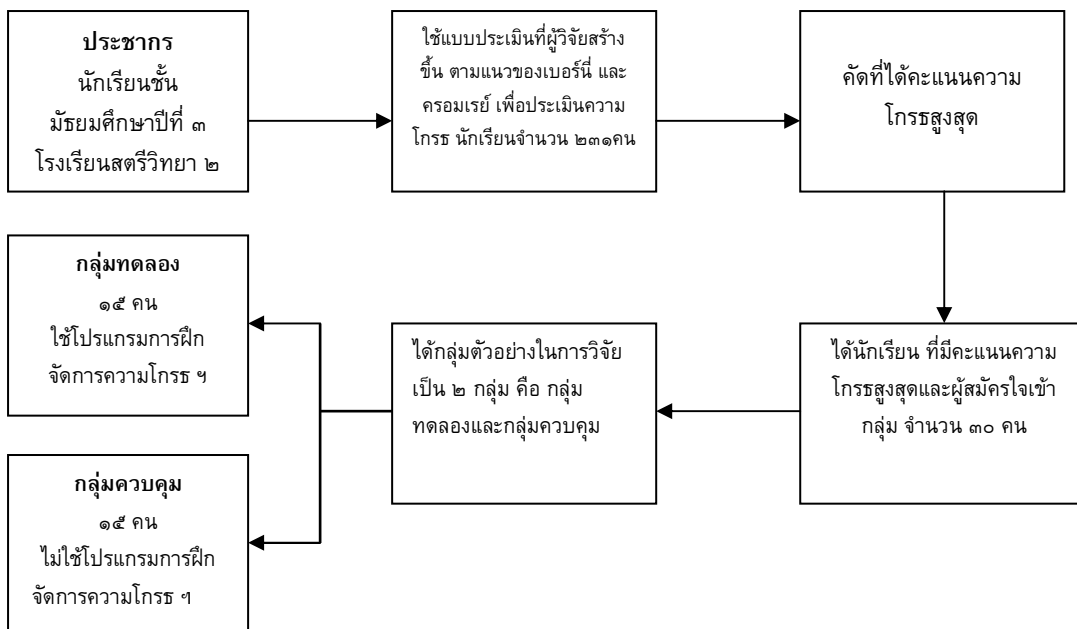 ประชากร
นักเรียนชั้น
มัธยมศึกษาปีที่ ๓
โรงเรียนสตรีวิทยา ๒
ใช้แบบประเมินที่ผู้วิจัยสร้าง
ขึ้น ตามแนวของเบอร์นี่ และ
ครอมเรย์ เพื่อประเมินความ
โกรธ นักเรียนจำนวน ๒๓๑คน
คัดที่ได้คะแนนความ
โกรธสูงสุด
ได้นักเรียน ที่มีคะแนนความ
โกรธสูงสุดและผู้สมัครใจเข้า
กลุ่ม จำนวน ๓๐ คน
ได้กลุ่มตัวอย่างในการวิจัย
เป็น ๒ กลุ่ม คือ กลุ่ม
ทดลองและกลุ่มควบคุม
กลุ่มทดลอง
๑๕ คน
ใช้โปรแกรมการฝึก
จัดการความโกรธ ฯ
กลุ่มควบคุม
๑๕ คน
ไม่ใช้โปรแกรมการฝึก
จัดการความโกรธ ฯ